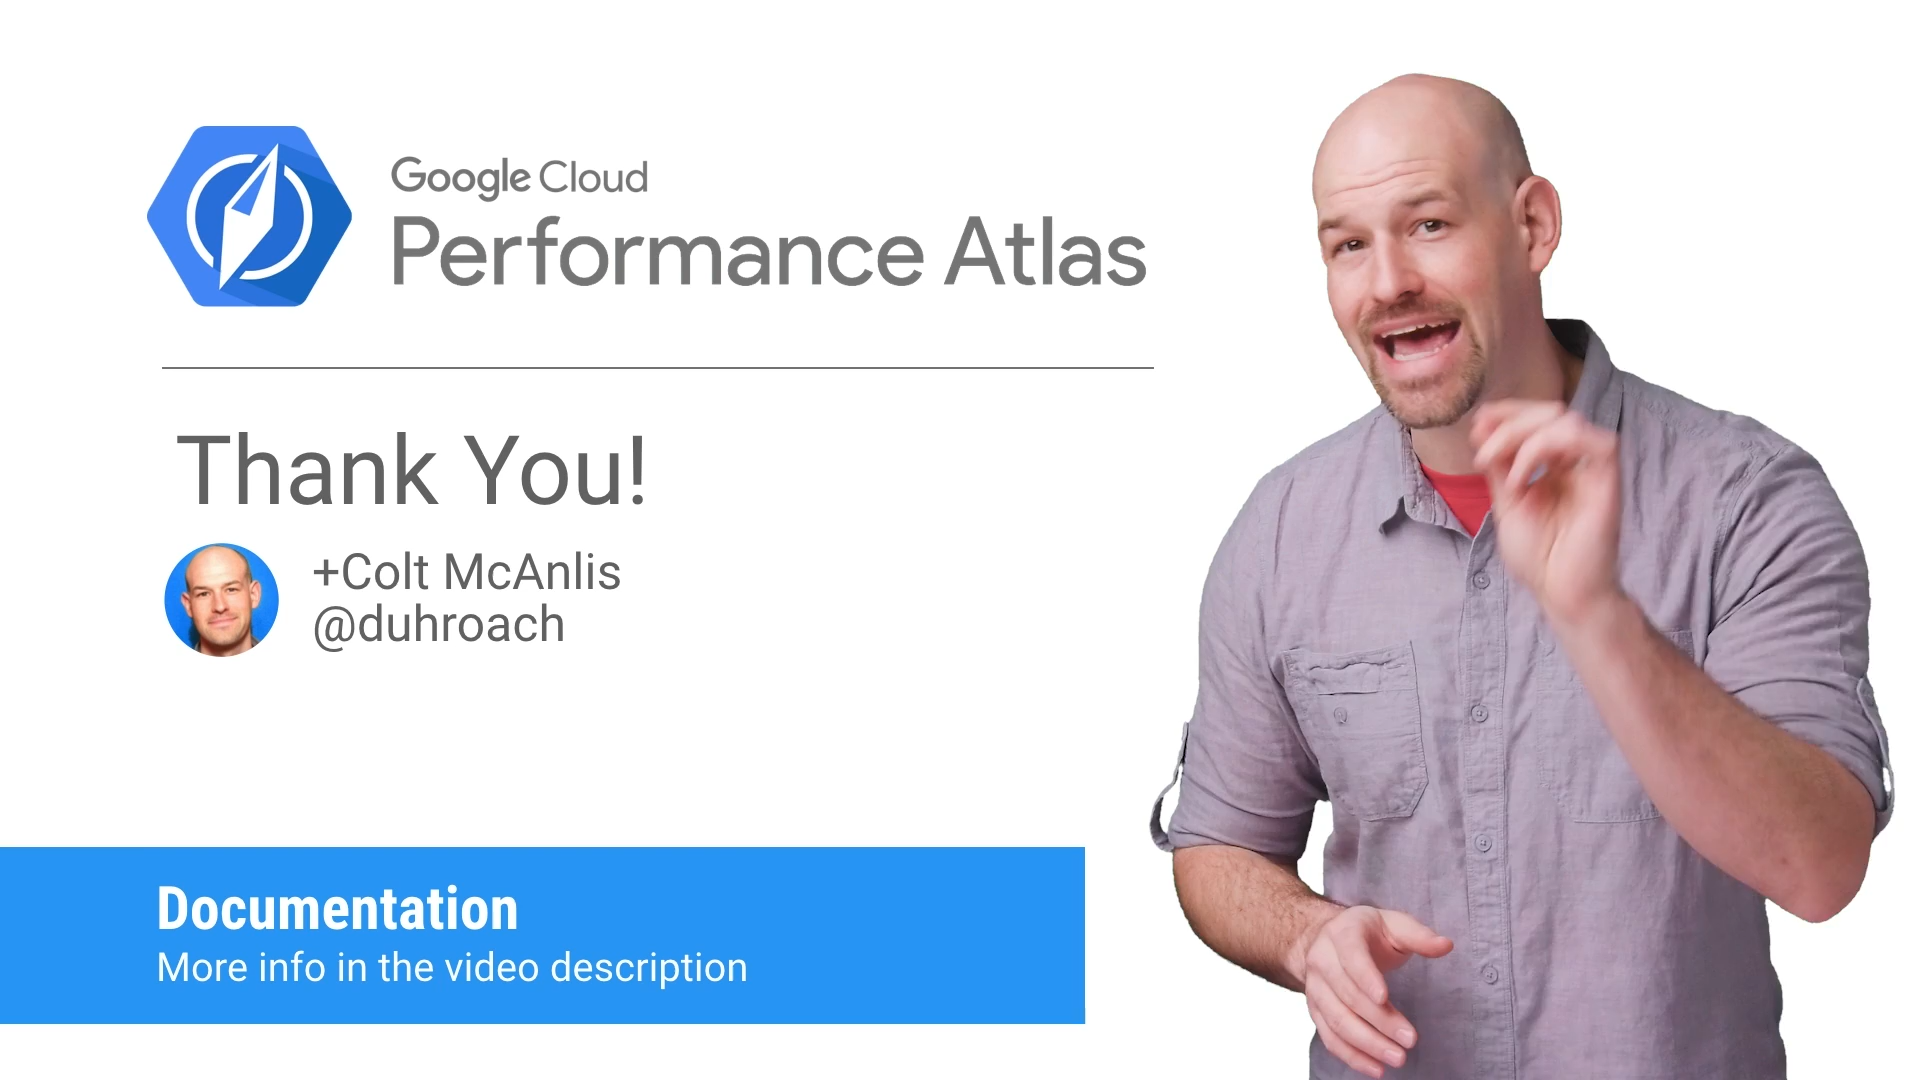 Google Cloud
Performance Atlas
Thank You!
+Colt McAnlis
@duhroach
Documentation
More info in the video description